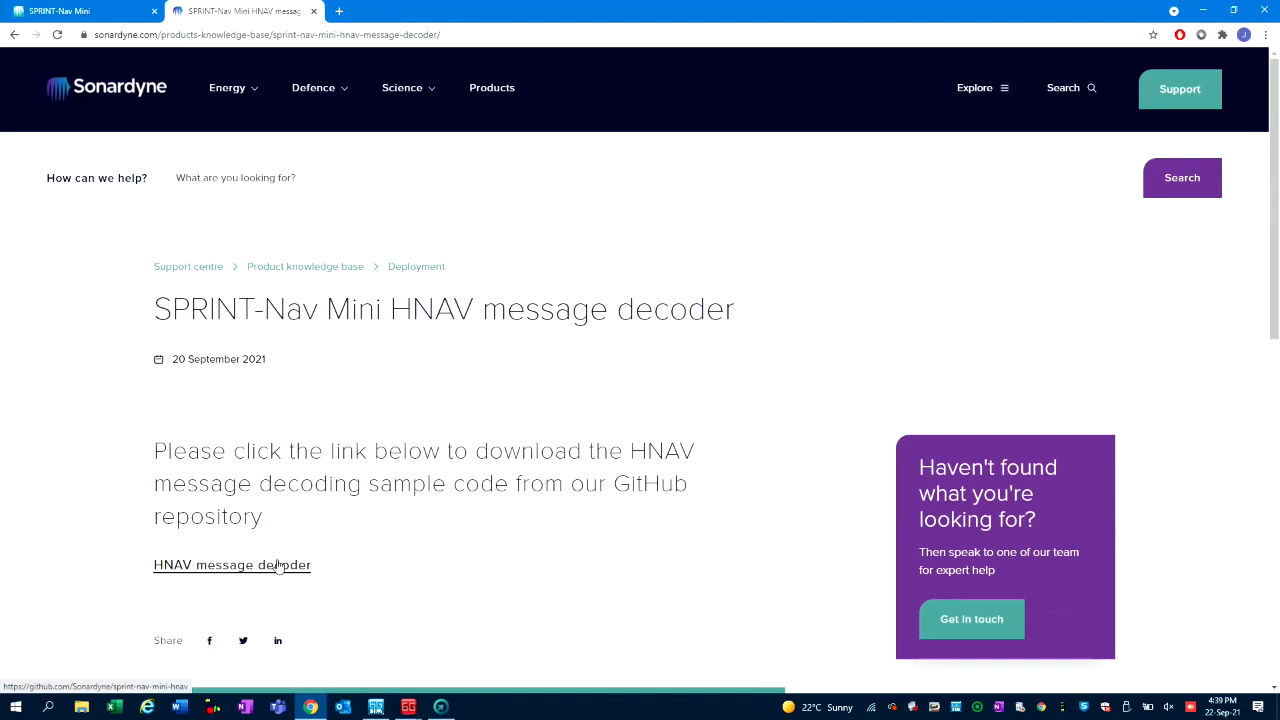 SPRINT-Nav Mini
SPRINT-Nav Mini HNAV messag
sonardyne.com/products-knowledge-base/sprint-nav-mini-hnav-message-decoder/
Sonardyne
Energy
Defence
Science
Products
Explore
Search
Support
How can we help?
What are you looking for?
Search
Support centre > Product knowledge base > Deployment
SPRINT-Nav Mini HNAV message decoder
20 September 2021
Please click the link below to download the HNAV
message decoding sample code from our GitHub
repository
HNAV message decoder
Haven't found
what you're
looking for?
Then speak to one of our team
for expert help
Get in touch
Share
https://github.com/Sonardyne/sprint-nav-mini-hnav
22°C Sunny
4:39 PM
22-Sep-21